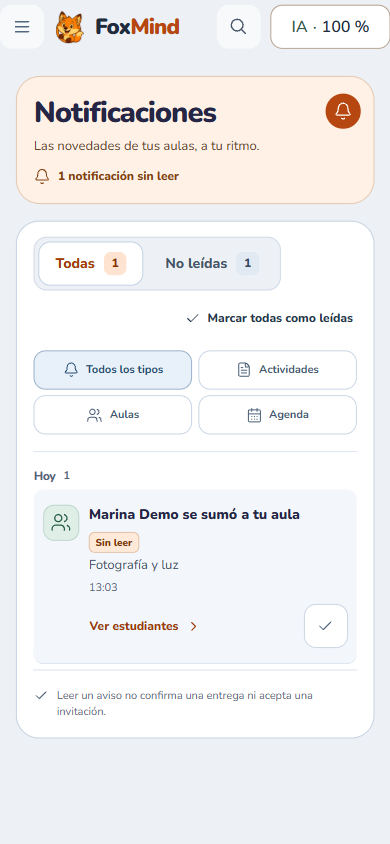 FoxMind
IA · 100 %
Notificaciones
Las novedades de tus aulas, a tu ritmo.
1 notificación sin leer
Todas 1
No leídas 1
Marcar todas como leídas
Todos los tipos
Actividades
Aulas
Agenda
Hoy 1
Marina Demo se sumó a tu aula
Sin leer
Fotografía y luz
13:03
Ver estudiantes
Leer un aviso no confirma una entrega ni acepta una
invitación.